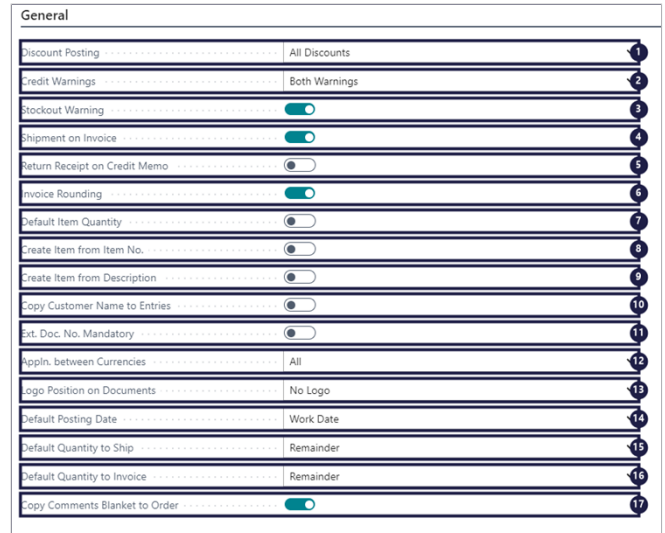 General
Discount Posting All Discounts 1
Credit Warnings Both Warnings 2
Stockout Warning 3
Shipment on Invoice 4
Return Receipt on Credit Memo 5
Invoice Rounding 6
Default Item Quantity 7
Create Item from Item No. 8
Create Item from Description 9
Copy Customer Name to Entries 10
Ext. Doc. No. Mandatory 11
Appln. between Currencies All 12
Logo Position on Documents No Logo 13
Default Posting Date Work Date 14
Default Quantity to Ship Remainder 15
Default Quantity to Invoice Remainder 16
Copy Comments Blanket to Order 17